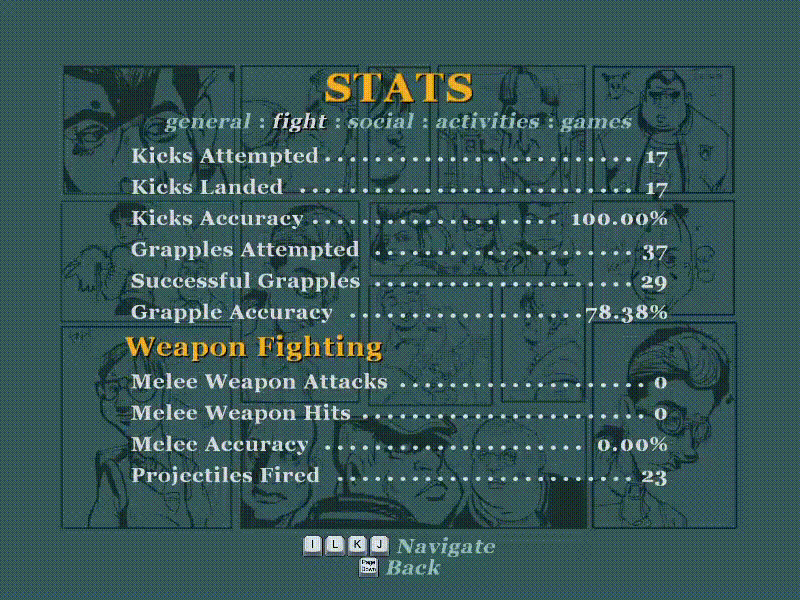 STATS
general : fight : social : activities : games
Kicks Attempted . . . . . . . . . . . . . . . . . . . . . . . . . 17
Kicks Landed . . . . . . . . . . . . . . . . . . . . . . . . . . . 17
Kicks Accuracy . . . . . . . . . . . . . . . . . . . . 100.00%
Grapples Attempted . . . . . . . . . . . . . . . . . . . . . 37
Successful Grapples . . . . . . . . . . . . . . . . . . . . . . 29
Grapple Accuracy . . . . . . . . . . . . . . . . . . . 78.38%
Weapon Fighting
Melee Weapon Attacks . . . . . . . . . . . . . . . . . . . . 0
Melee Weapon Hits . . . . . . . . . . . . . . . . . . . . . . . 0
Melee Accuracy . . . . . . . . . . . . . . . . . . . . . 0.00%
Projectiles Fired . . . . . . . . . . . . . . . . . . . . . . . . 23
I L K J Navigate
Page Down Back